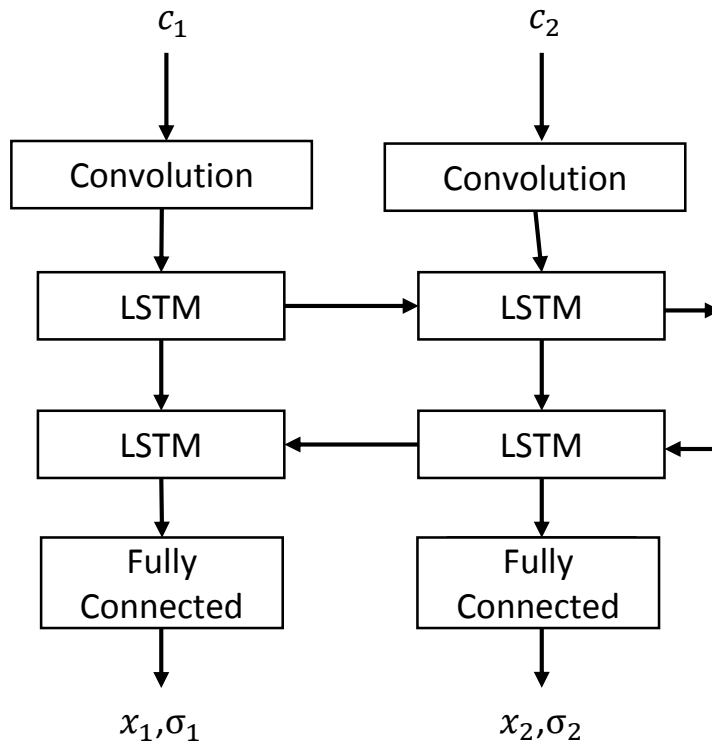 c₁
c₂
Convolution
Convolution
LSTM
LSTM
LSTM
LSTM
Fully
Connected
Fully
Connected
x₁,σ₁
x₂,σ₂